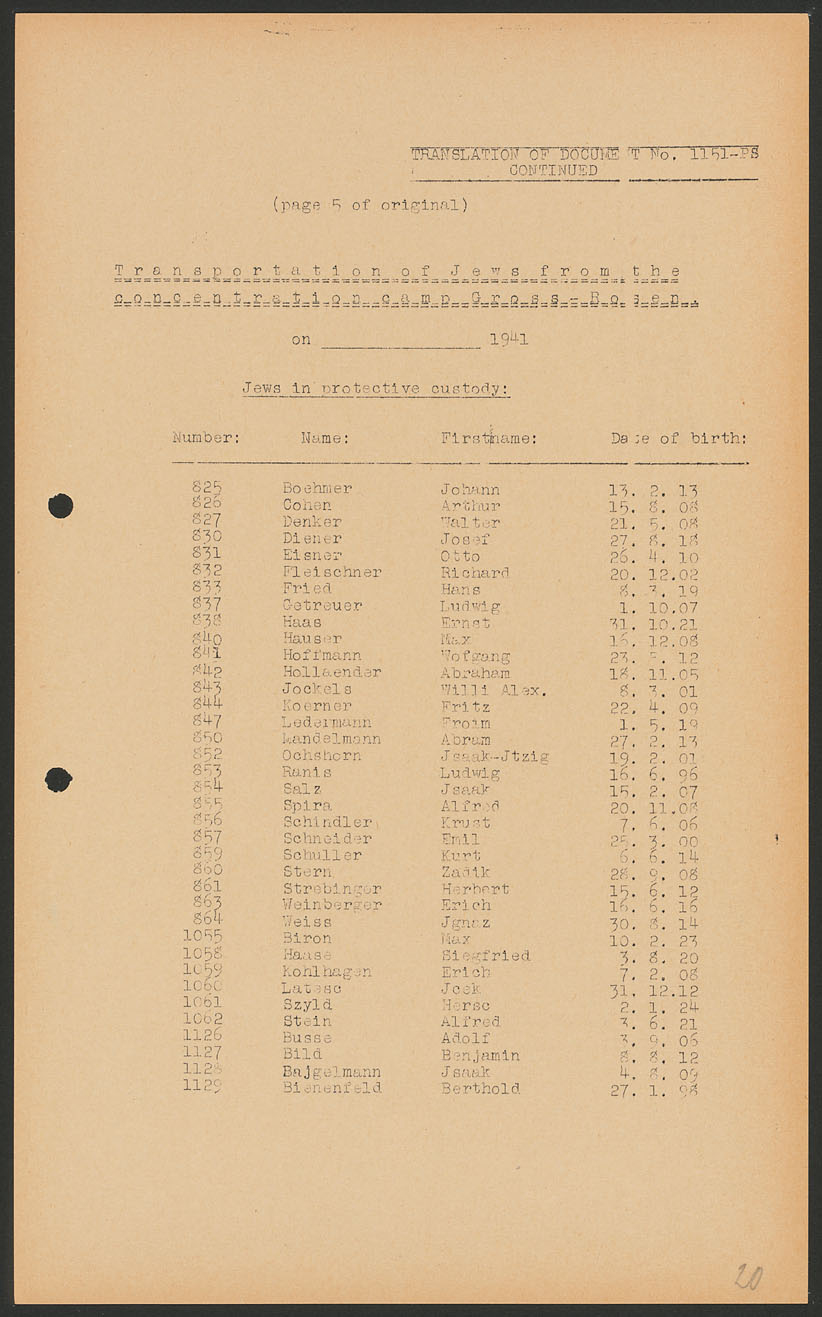 TRANSLATION OF DOCUME T No. 1151-PS
CONTINUED
(page 5 of original)
Transportation of Jews from the
concentration camp Gross-Rosen.
on 1941
Jews in protective custody:
Number: Name: Firstname: Date of birth:
825 Boehmer Johann 13. 2. 13
826 Cohen Arthur 15. 8. 08
827 Denker Walter 21. 5. 08
830 Diener Josef 27. 8. 18
831 Eisner Otto 26. 4. 10
832 Fleischner Richard 20. 12.02
833 Fried Hans 8. 3. 19
837 Getreuer Ludwig 1. 10.07
838 Haas Ernst 31. 10.21
840 Hauser Max 16. 12.08
841 Hoffmann Wofgang 23. 12
842 Hollaender Abraham 18. 11.05
843 Jockels Willi Alex. 8. 3. 01
844 Koerner Fritz 22. 4. 09
847 Ledermann Froim 1. 5. 19
850 Mandelmann Abram 27. 2. 13
852 Ochshorn Jsaak-Jtzig 19. 2. 01
853 Ranis Ludwig 16. 6. 96
854 Salz Jsaak 15. 2. 07
855 Spira Alfred 20. 11.08
856 Schindler Krust 7. 6. 06
857 Schneider Emil 25. 3. 00
859 Schuller Kurt 6. 6. 14
860 Stern Zadik 28. 9. 08
861 Strebinger Herbert 15. 6. 12
863 Weinberger Erich 16. 6. 16
864 Weiss Jgnaz 30. 8. 14
1055 Biron Max 10. 2. 23
1058 Haase Siegfried 3. 8. 20
1059 Kohlhagen Erich 7. 2. 08
1060 Latesc Jcek 31. 12.12
1061 Szyld Hersc 2. 1. 24
1062 Stein Alfred 3. 6. 21
1126 Busse Adolf 3. 9. 06
1127 Bild Benjamin 8. 8. 12
1128 Bajgelmann Jsaak 4. 8. 09
1129 Bienenfeld Berthold 27. 1. 98
20